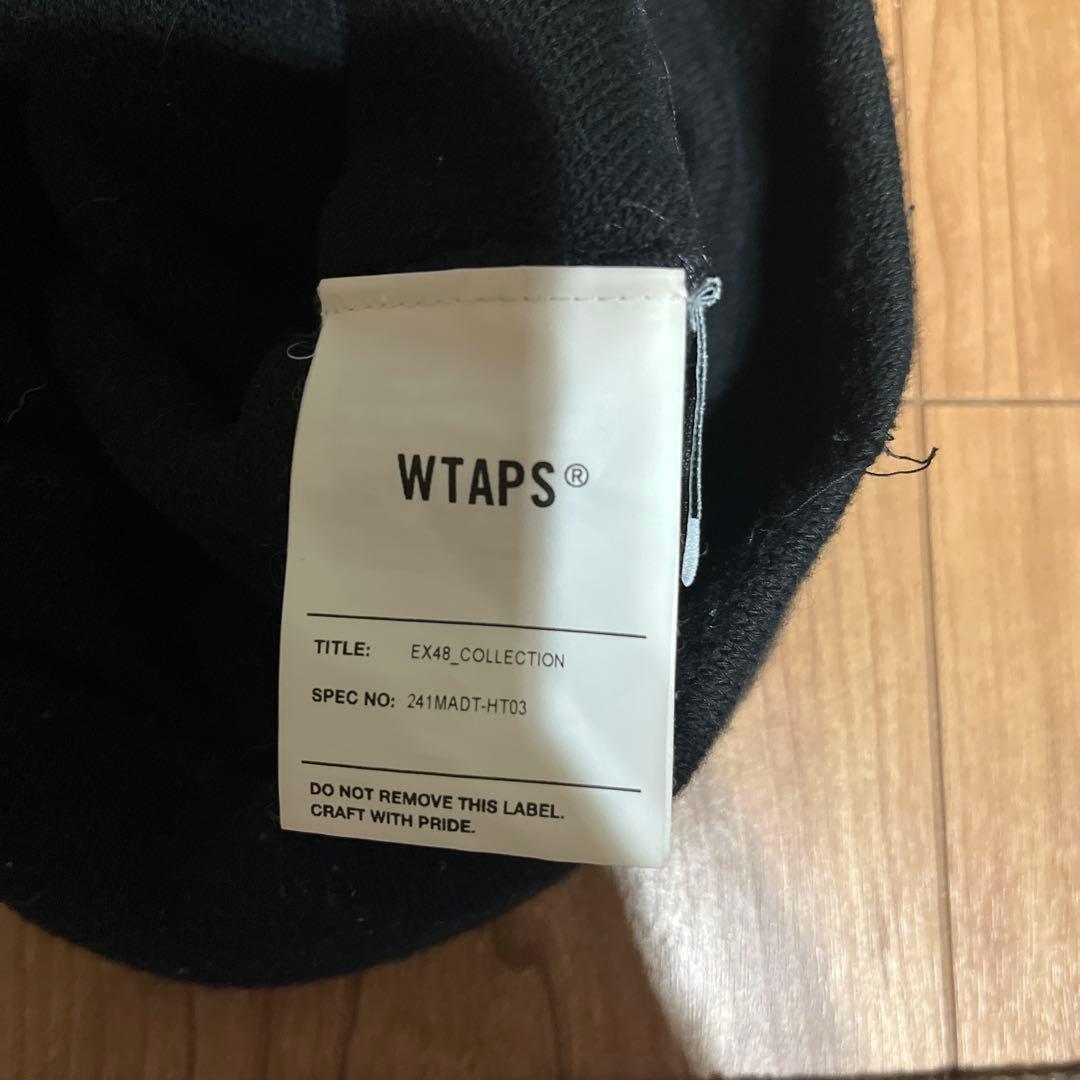 WTAPS®
TITLE: EX48_COLLECTION
SPEC NO: 241MADT-HT03
DO NOT REMOVE THIS LABEL.
CRAFT WITH PRIDE.